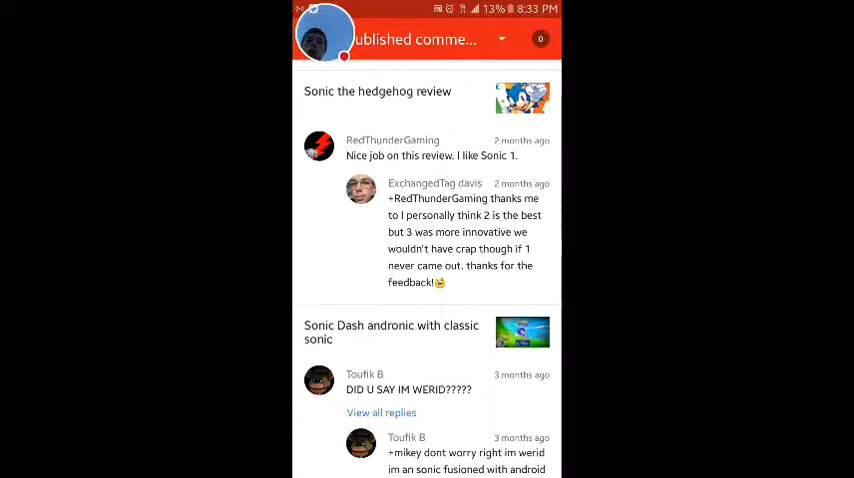 13% 8:33 PM
ublished comme... 0
Sonic the hedgehog review
RedThunderGaming 2 months ago
Nice job on this review. I like Sonic 1.
ExchangedTag davis 2 months ago
+RedThunderGaming thanks me
to I personally think 2 is the best
but 3 was more innovative we
wouldn't have crap though if 1
never came out. thanks for the
feedback!😄
Sonic Dash andronic with classic
sonic
Toufik B 3 months ago
DID U SAY IM WERID?????
View all replies
Toufik B 3 months ago
+mikey dont worry right im werid
im an sonic fusioned with android